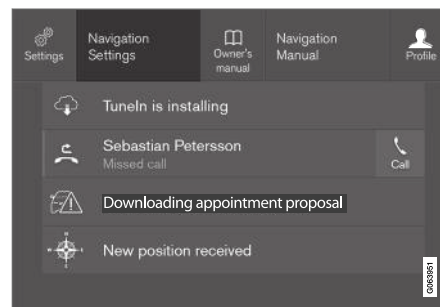 Settings
Navigation
Settings
Owner's
manual
Navigation
Manual
Profile
TuneIn is installing
Sebastian Petersson
Missed call
Call
Downloading appointment proposal
New position received
G063951